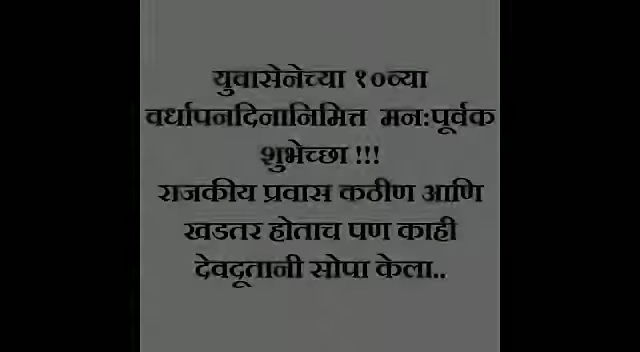 युवासेनेच्या १०व्या
वर्धापनदिनानिमित्त मन:पूर्वक
शुभेच्छा !!!
राजकीय प्रवास कठीण आणि
खडतर होताच पण काही
देवदूतानी सोपा केला..